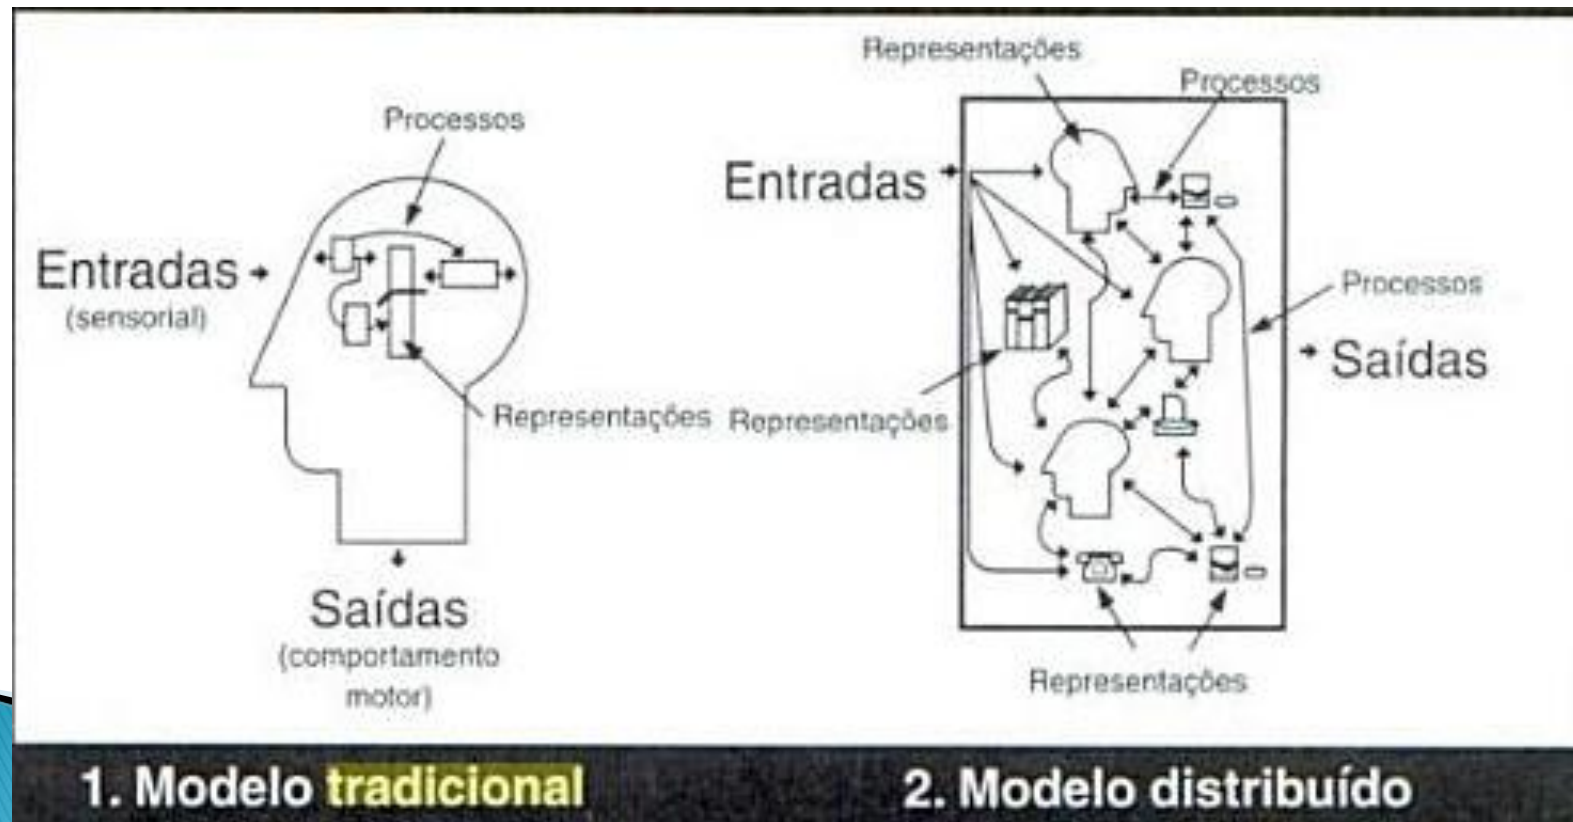 Processos
Entradas
(sensorial)
Representações
Saídas
(comportamento
motor)
Representações
Processos
Entradas
Processos
Saídas
Representações
Representações
1. Modelo tradicional
2. Modelo distribuído